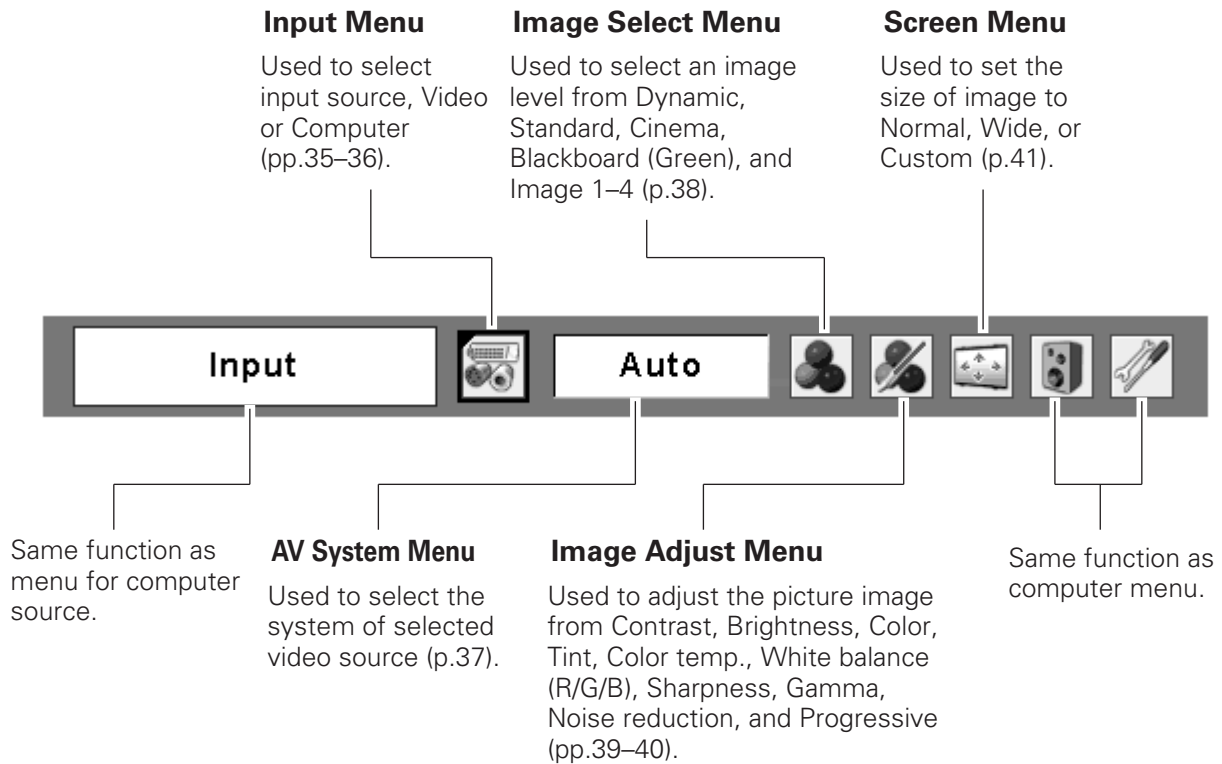 Input Menu
Used to select
input source, Video
or Computer
(pp.35–36).
Image Select Menu
Used to select an image
level from Dynamic,
Standard, Cinema,
Blackboard (Green), and
Image 1–4 (p.38).
Screen Menu
Used to set the
size of image to
Normal, Wide, or
Custom (p.41).
Input
Auto
Same function as
menu for computer
source.
AV System Menu
Used to select the
system of selected
video source (p.37).
Image Adjust Menu
Used to adjust the picture image
from Contrast, Brightness, Color,
Tint, Color temp., White balance
(R/G/B), Sharpness, Gamma,
Noise reduction, and Progressive
(pp.39–40).
Same function as
computer menu.